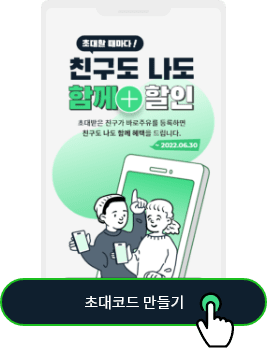 초대할 때마다!
친구도 나도
함께+할인
초대받은 친구가 바로주유를 등록하면
친구도 나도 함께 혜택을 드립니다.
~ 2022.06.30
초대코드 만들기